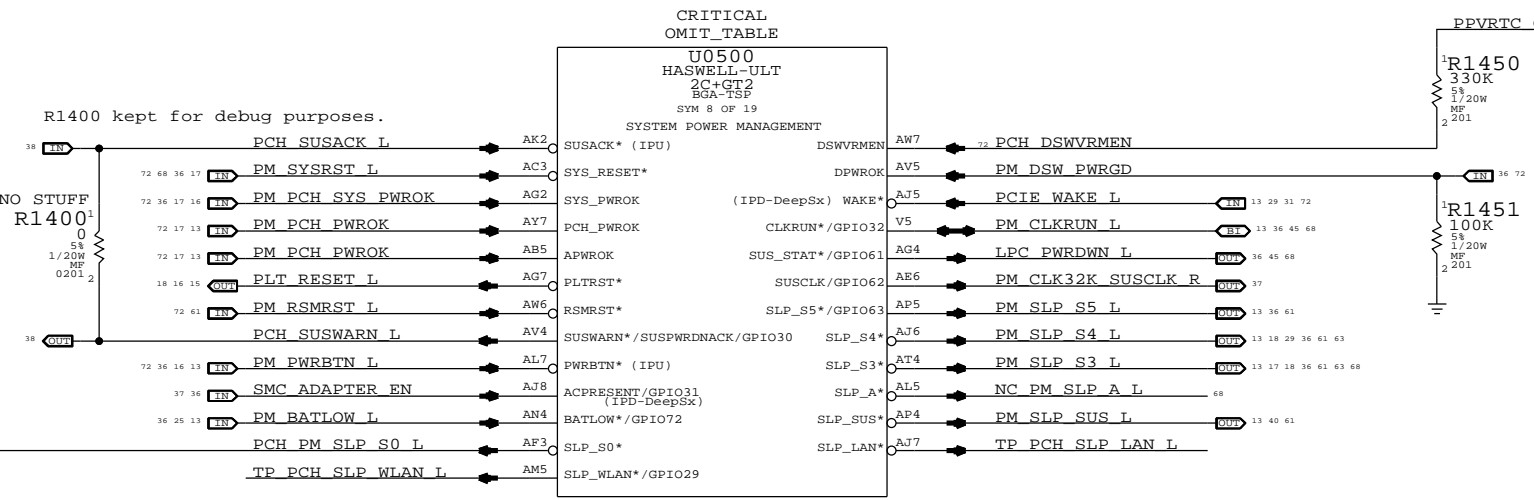 CRITICAL
OMIT_TABLE
PPVRTC
U0500
HASWELL-ULT
2C+GT2
BGA-TSP
SYM 8 OF 19
SYSTEM POWER MANAGEMENT
R1400 kept for debug purposes.
1 R1450
330K
5%
1/20W
MF
2 201
38 IN PCH_SUSACK_L AK2 SUSACK* (IPU) DSWVRMEN AW7 72 PCH_DSWVRMEN
72 68 36 17 IN PM_SYSRST_L AC3 SYS_RESET* DPWROK AV5 PM_DSW_PWRGD IN 36 72
72 36 17 16 IN PM_PCH_SYS_PWROK AG2 SYS_PWROK (IPD-DeepSx) WAKE* AJ5 PCIE_WAKE_L IN 13 29 31 72
72 17 13 IN PM_PCH_PWROK AY7 PCH_PWROK CLKRUN*/GPIO32 V5 PM_CLKRUN_L BI 13 36 45 68
72 17 13 IN PM_PCH_PWROK AB5 APWROK SUS_STAT*/GPIO61 AG4 LPC_PWRDWN_L OUT 36 45 68
18 16 15 OUT PLT_RESET_L AG7 PLTRST* SUSCLK/GPIO62 AE6 PM_CLK32K_SUSCLK_R OUT 37
72 61 IN PM_RSMRST_L AW6 RSMRST* SLP_S5*/GPIO63 AP5 PM_SLP_S5_L OUT 13 36 61
38 OUT PCH_SUSWARN_L AV4 SUSWARN*/SUSPWRDNACK/GPIO30 SLP_S4* AJ6 PM_SLP_S4_L OUT 13 18 29 36 61 63
72 36 16 13 IN PM_PWRBTN_L AL7 PWRBTN* (IPU) SLP_S3* AT4 PM_SLP_S3_L OUT 13 17 18 36 61 63 68
37 36 IN SMC_ADAPTER_EN AJ8 ACPRESENT/GPIO31 SLP_A* AL5 NC_PM_SLP_A_L 68
(IPD-DeepSx)
36 25 13 IN PM_BATLOW_L AN4 BATLOW*/GPIO72 SLP_SUS* AP4 PM_SLP_SUS_L OUT 13 40 61
PCH_PM_SLP_S0_L AF3 SLP_S0* SLP_LAN* AJ7 TP_PCH_SLP_LAN_L
TP_PCH_SLP_WLAN_L AM5 SLP_WLAN*/GPIO29
NO STUFF
R1400 1
0
5%
1/20W
MF
0201 2
1 R1451
100K
5%
1/20W
MF
2 201